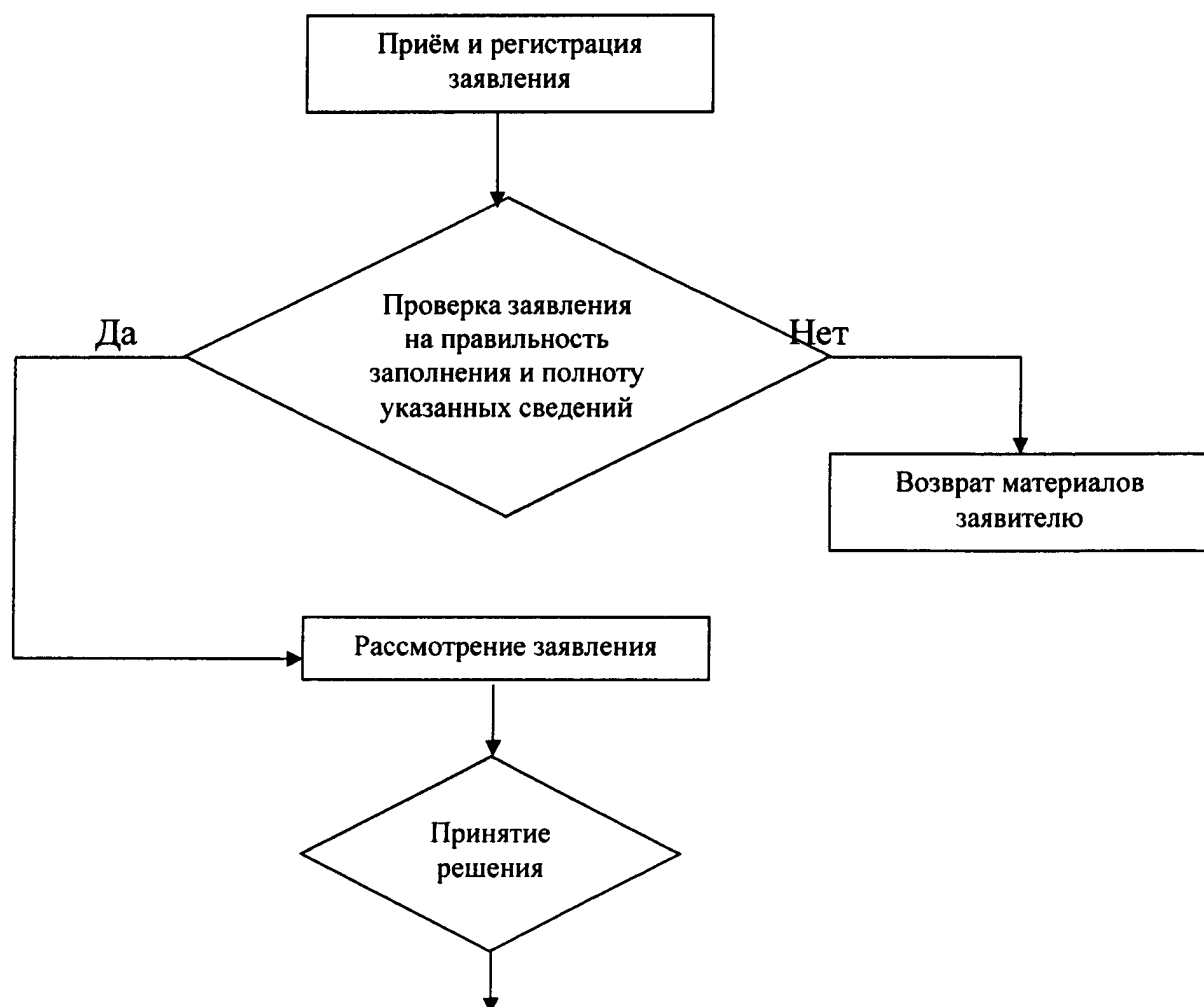 Приём и регистрация
заявления
Проверка заявления
на правильность
заполнения и полноту
указанных сведений
Да
Нет
Возврат материалов
заявителю
Рассмотрение заявления
Принятие
решения